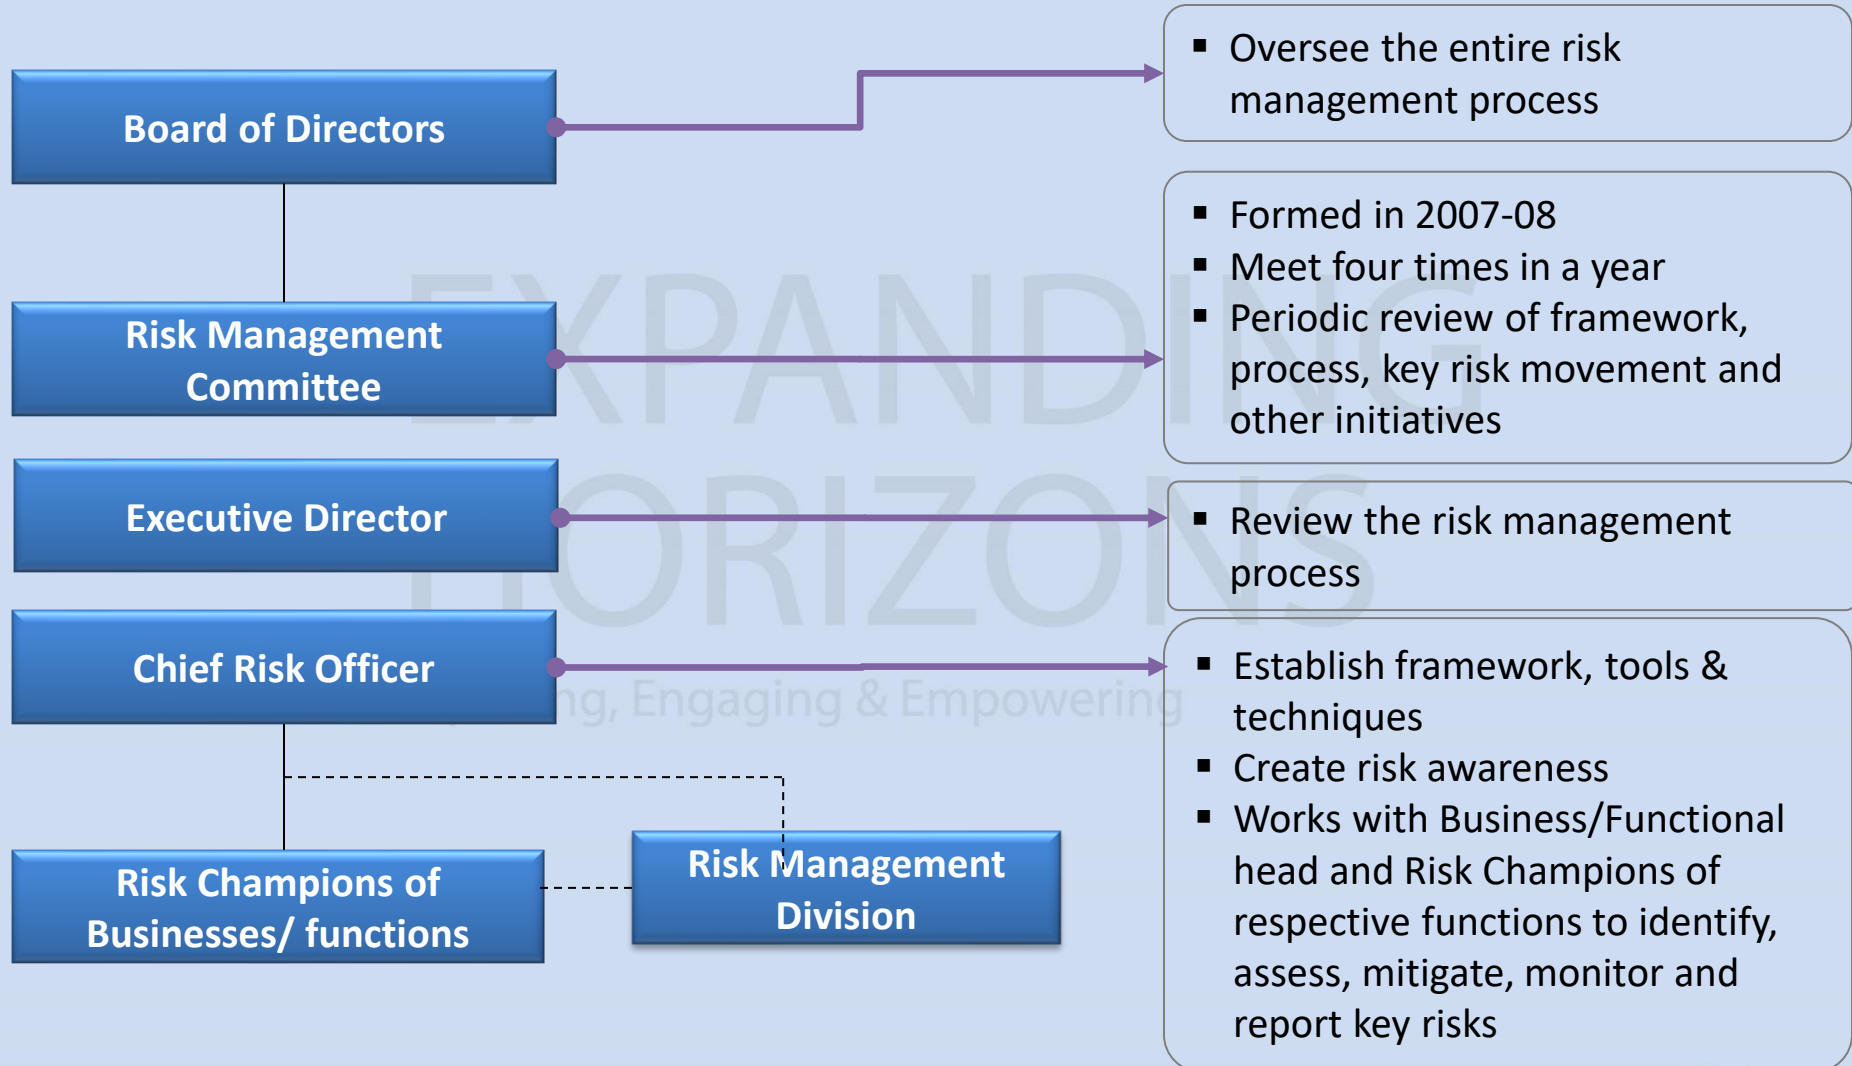 Board of Directors
▪ Oversee the entire risk
management process
Risk Management
Committee
▪ Formed in 2007-08
▪ Meet four times in a year
▪ Periodic review of framework,
process, key risk movement and
other initiatives
Executive Director
▪ Review the risk management
process
Chief Risk Officer
▪ Establish framework, tools &
techniques
▪ Create risk awareness
▪ Works with Business/Functional
head and Risk Champions of
respective functions to identify,
assess, mitigate, monitor and
report key risks
Risk Champions of
Businesses/ functions
Risk Management
Division
EXPANDING
HORIZONS
Engaging & Empowering